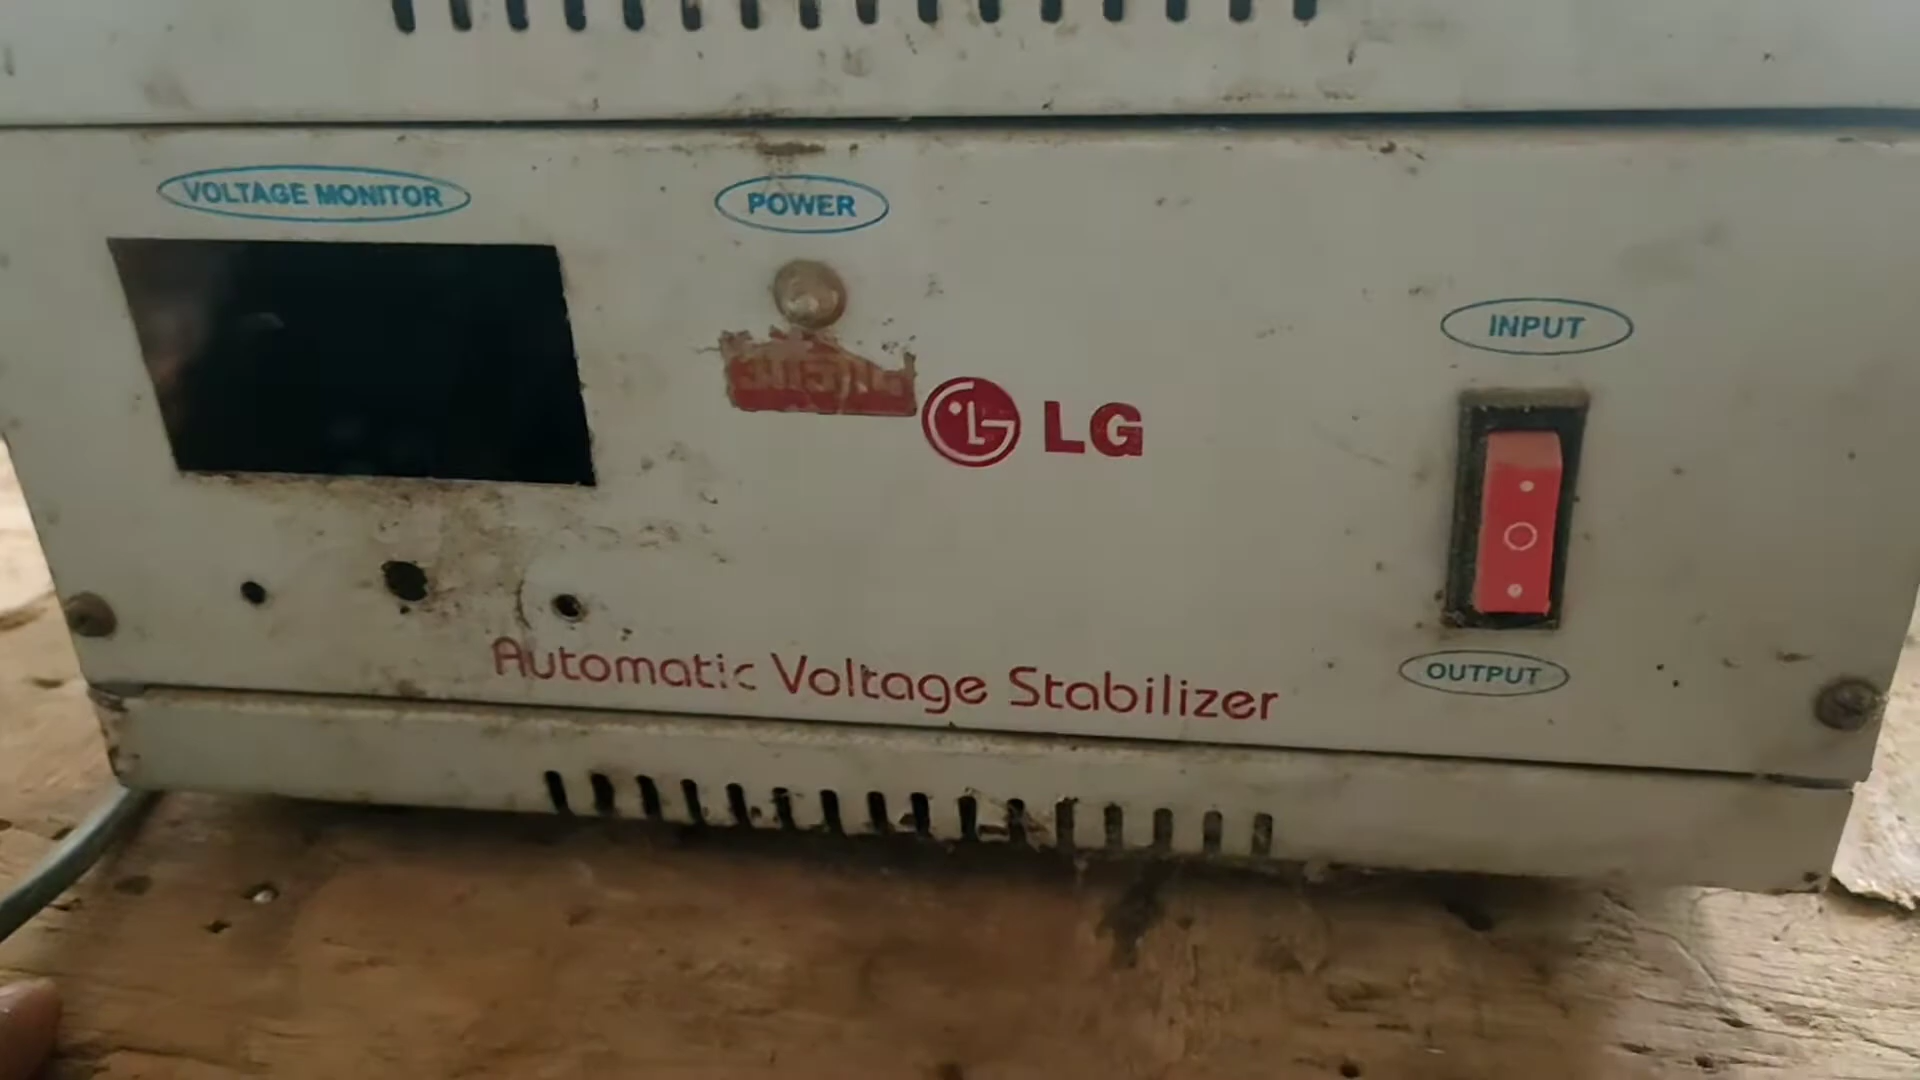 VOLTAGE MONITOR
POWER
LG
INPUT
OUTPUT
Automatic Voltage Stabilizer